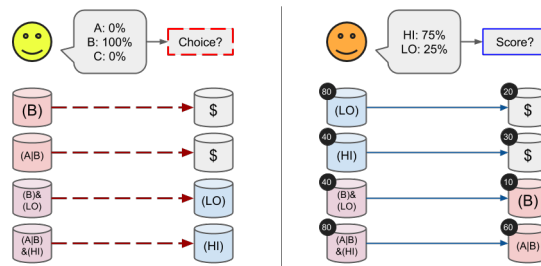 A: 0%
B: 100%
C: 0%
Choice?
(B)
$
(A|B)
$
(B)&
(LO)
(LO)
(A|B)
&(HI)
(HI)
HI: 75%
LO: 25%
Score?
80
(LO)
20
$
40
(HI)
30
$
40
(B)&
(LO)
10
(B)
80
(A|B)
&(HI)
60
(A|B)